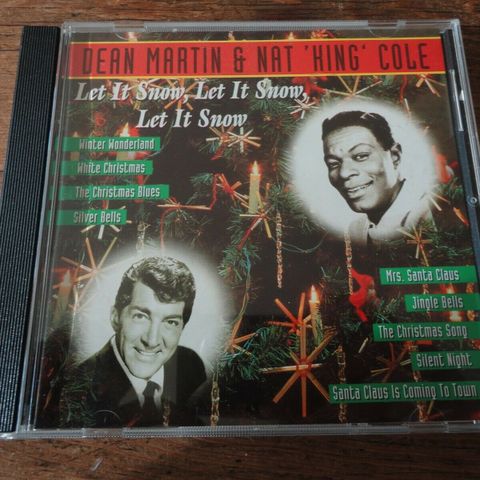 DEAN MARTIN & NAT 'KING' COLE
Let It Snow, Let It Snow,
Let It Snow
Winter Wonderland
White Christmas
The Christmas Blues
Silver Bells
Mrs. Santa Claus
Jingle Bells
The Christmas Song
Silent Night
Santa Claus Is Coming To Town